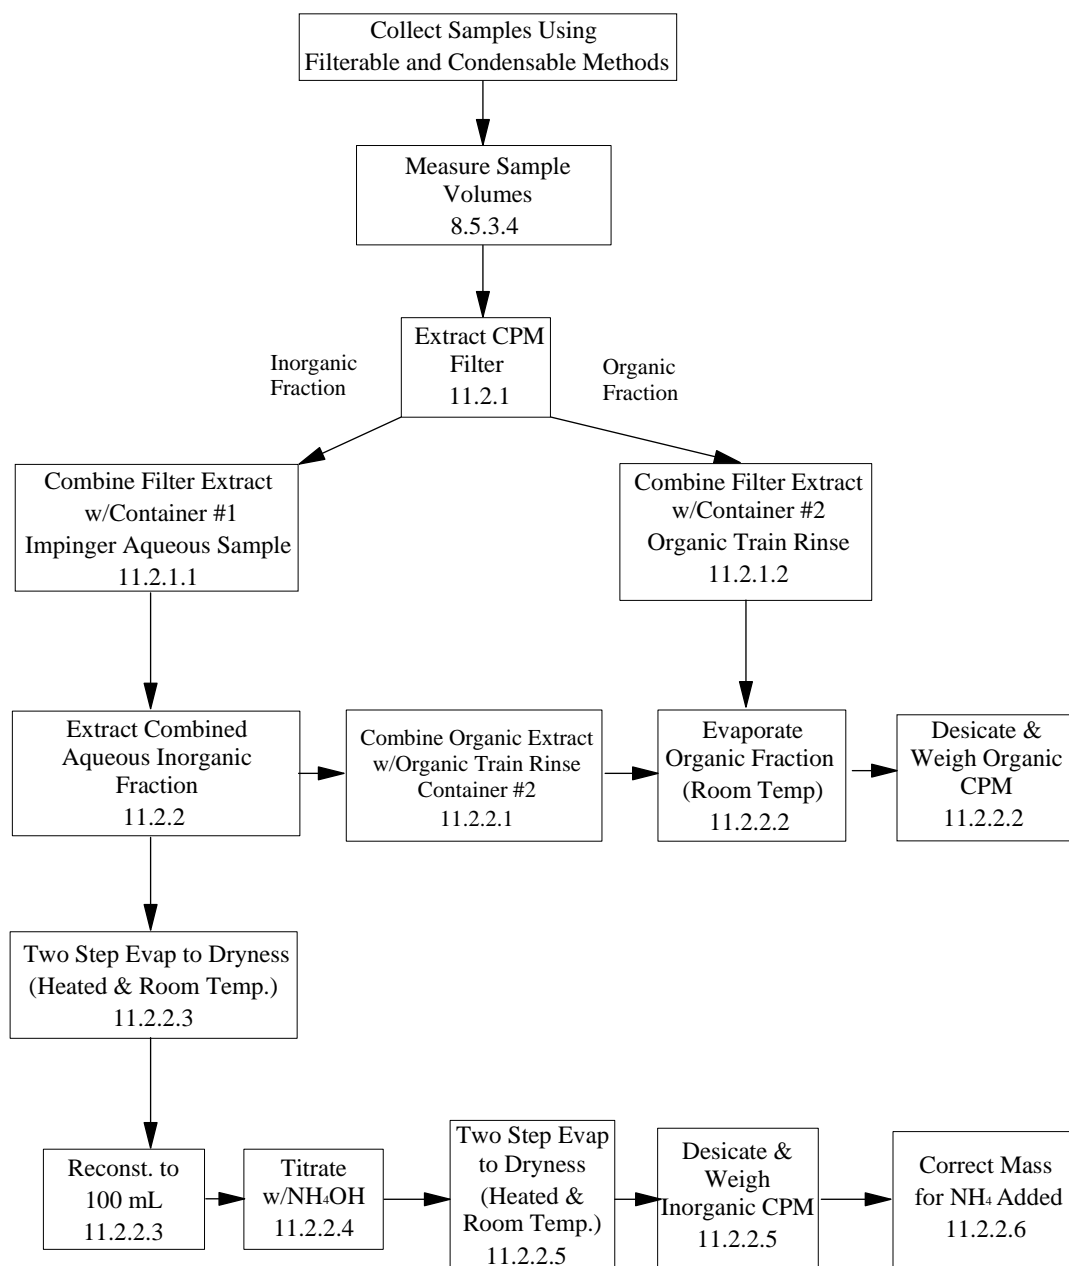 Collect Samples Using
Filterable and Condensable Methods
Measure Sample
Volumes
8.5.3.4
Extract CPM
Filter
11.2.1
Inorganic
Fraction
Organic
Fraction
Combine Filter Extract
w/Container #1
Impinger Aqueous Sample
11.2.1.1
Combine Filter Extract
w/Container #2
Organic Train Rinse
11.2.1.2
Extract Combined
Aqueous Inorganic
Fraction
11.2.2
Combine Organic Extract
w/Organic Train Rinse
Container #2
11.2.2.1
Evaporate
Organic Fraction
(Room Temp)
11.2.2.2
Desicate &
Weigh Organic
CPM
11.2.2.2
Two Step Evap to Dryness
(Heated & Room Temp.)
11.2.2.3
Reconst. to
100 mL
11.2.2.3
Titrate
w/NH₄OH
11.2.2.4
Two Step Evap
to Dryness
(Heated &
Room Temp.)
11.2.2.5
Desicate &
Weigh
Inorganic CPM
11.2.2.5
Correct Mass
for NH₄ Added
11.2.2.6